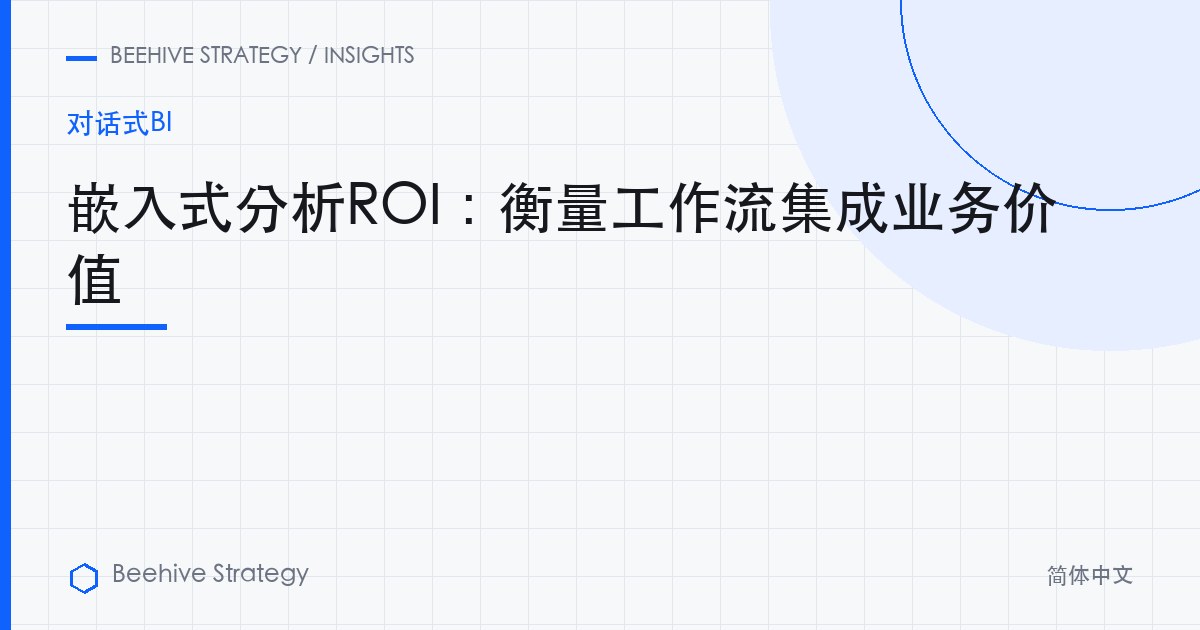 BEEHIVE STRATEGY / INSIGHTS
对话式BI
嵌入式分析ROI：衡量工作流集成业务价
值
Beehive Strategy
简体中文